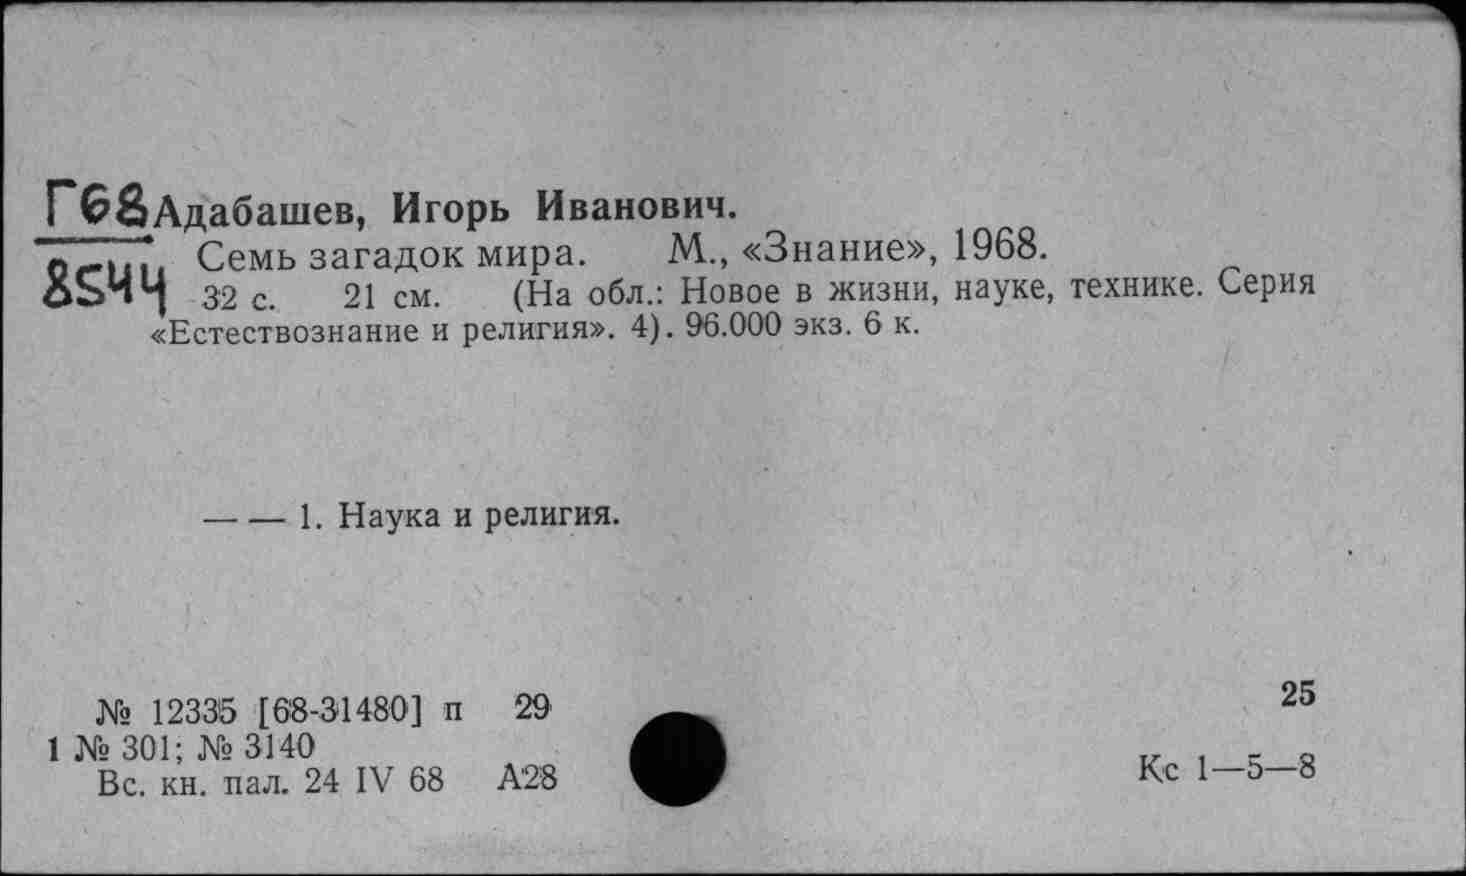 Г68 Адабашев, Игорь Иванович.
8544 Семь загадок мира. М., «Знание», 1968.
32 с. 21 см. (На обл.: Новое в жизни, науке, технике. Серия
«Естествознание и религия». 4). 96.000 экз. 6 к.
— — 1. Наука и религия.
№ 12335 [68-31480] п 29
1 № 301; № 3140
Вс. кн. пал. 24 IV 68 А28
25
Кс 1—5—8